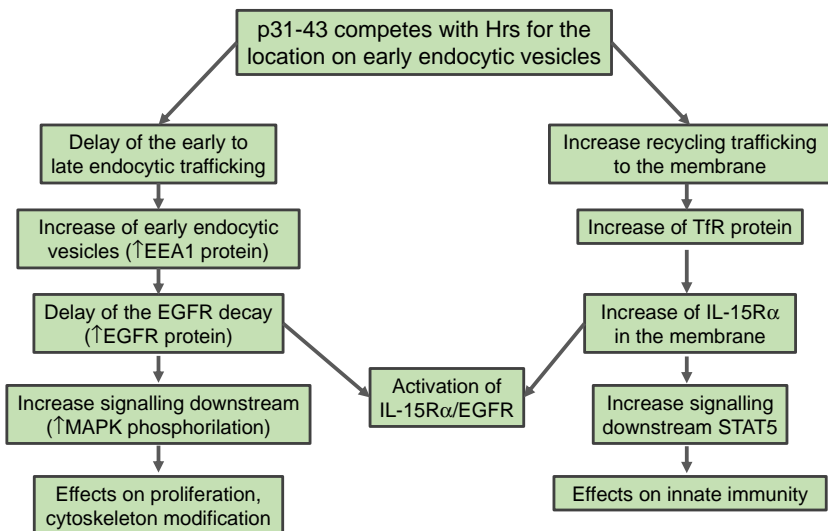 p31-43 competes with Hrs for the
location on early endocytic vesicles
Delay of the early to
late endocytic trafficking
Increase of early endocytic
vesicles (↑EEA1 protein)
Delay of the EGFR decay
(↑EGFR protein)
Increase signalling downstream
(↑MAPK phosphorilation)
Effects on proliferation,
cytoskeleton modification
Activation of
IL-15Rα/EGFR
Increase recycling trafficking
to the membrane
Increase of TfR protein
Increase of IL-15Rα
in the membrane
Increase signalling
downstream STAT5
Effects on innate immunity